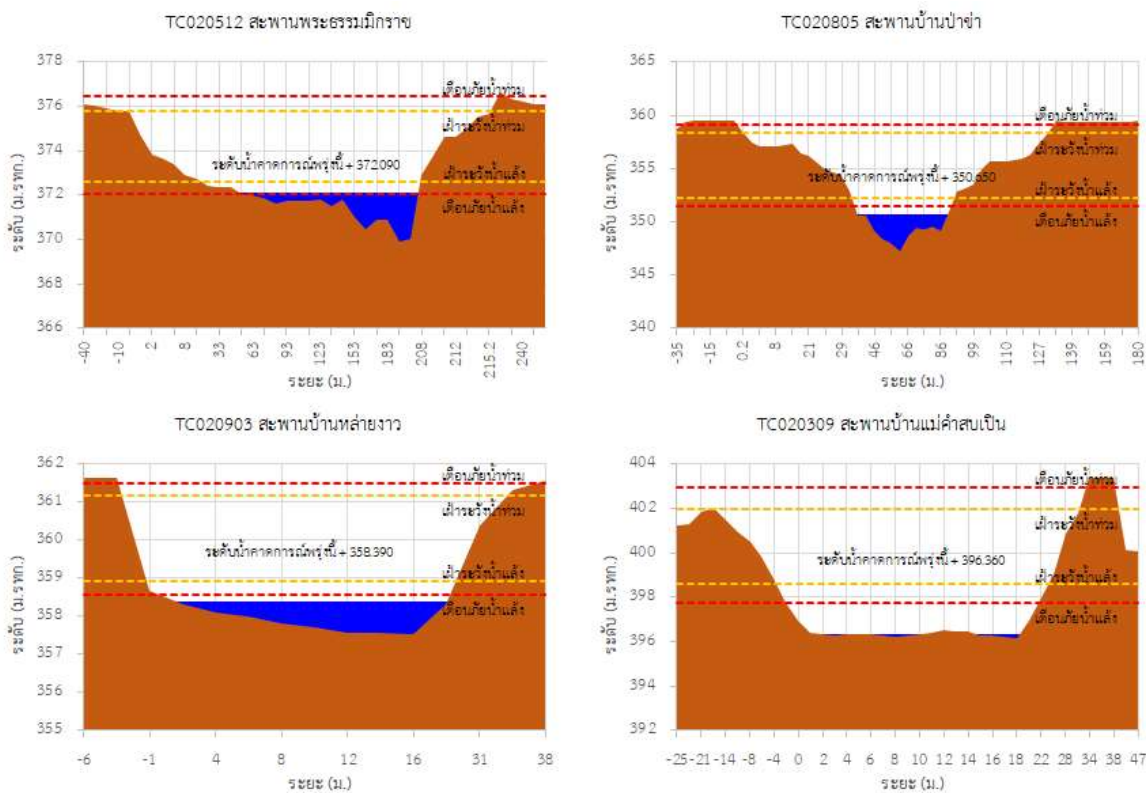 TC020512 สะพานพระธรรมมิกราช
378
376
374
372
370
368
366
ระดับ (ม.รทก.)
เตือนภัยน้ำท่วม
เฝ้าระวังน้ำท่วม
ระดับน้ำคาดการณ์พรุ่งนี้ + 372.090
เฝ้าระวังน้ำแล้ง
เตือนภัยน้ำแล้ง
-40 -10 2 8 33 63 93 123 153 183 208 212 215.2 240
ระยะ (ม.)
TC020805 สะพานบ้านป่าข่า
365
360
355
350
345
340
ระดับ (ม.รทก.)
เตือนภัยน้ำท่วม
เฝ้าระวังน้ำท่วม
ระดับน้ำคาดการณ์พรุ่งนี้ + 350.650
เฝ้าระวังน้ำแล้ง
เตือนภัยน้ำแล้ง
-35 -15 0.2 8 21 29 46 66 86 99 113 127 139 159 180
ระยะ (ม.)
TC020903 สะพานบ้านหล่ายงาว
362
361
360
359
358
357
356
355
ระดับ (ม.รทก.)
เตือนภัยน้ำท่วม
เฝ้าระวังน้ำท่วม
ระดับน้ำคาดการณ์พรุ่งนี้ + 358.390
เฝ้าระวังน้ำแล้ง
เตือนภัยน้ำแล้ง
-6 -1 4 8 12 16 31 38
ระยะ (ม.)
TC020309 สะพานบ้านแม่คำสบเปิน
404
402
400
398
396
394
392
ระดับ (ม.รทก.)
เตือนภัยน้ำท่วม
เฝ้าระวังน้ำท่วม
ระดับน้ำคาดการณ์พรุ่งนี้ + 396.360
เฝ้าระวังน้ำแล้ง
เตือนภัยน้ำแล้ง
-25 -21 -14 -8 -4 0 2 4 6 8 10 12 14 16 18 22 28 34 38 47
ระยะ (ม.)